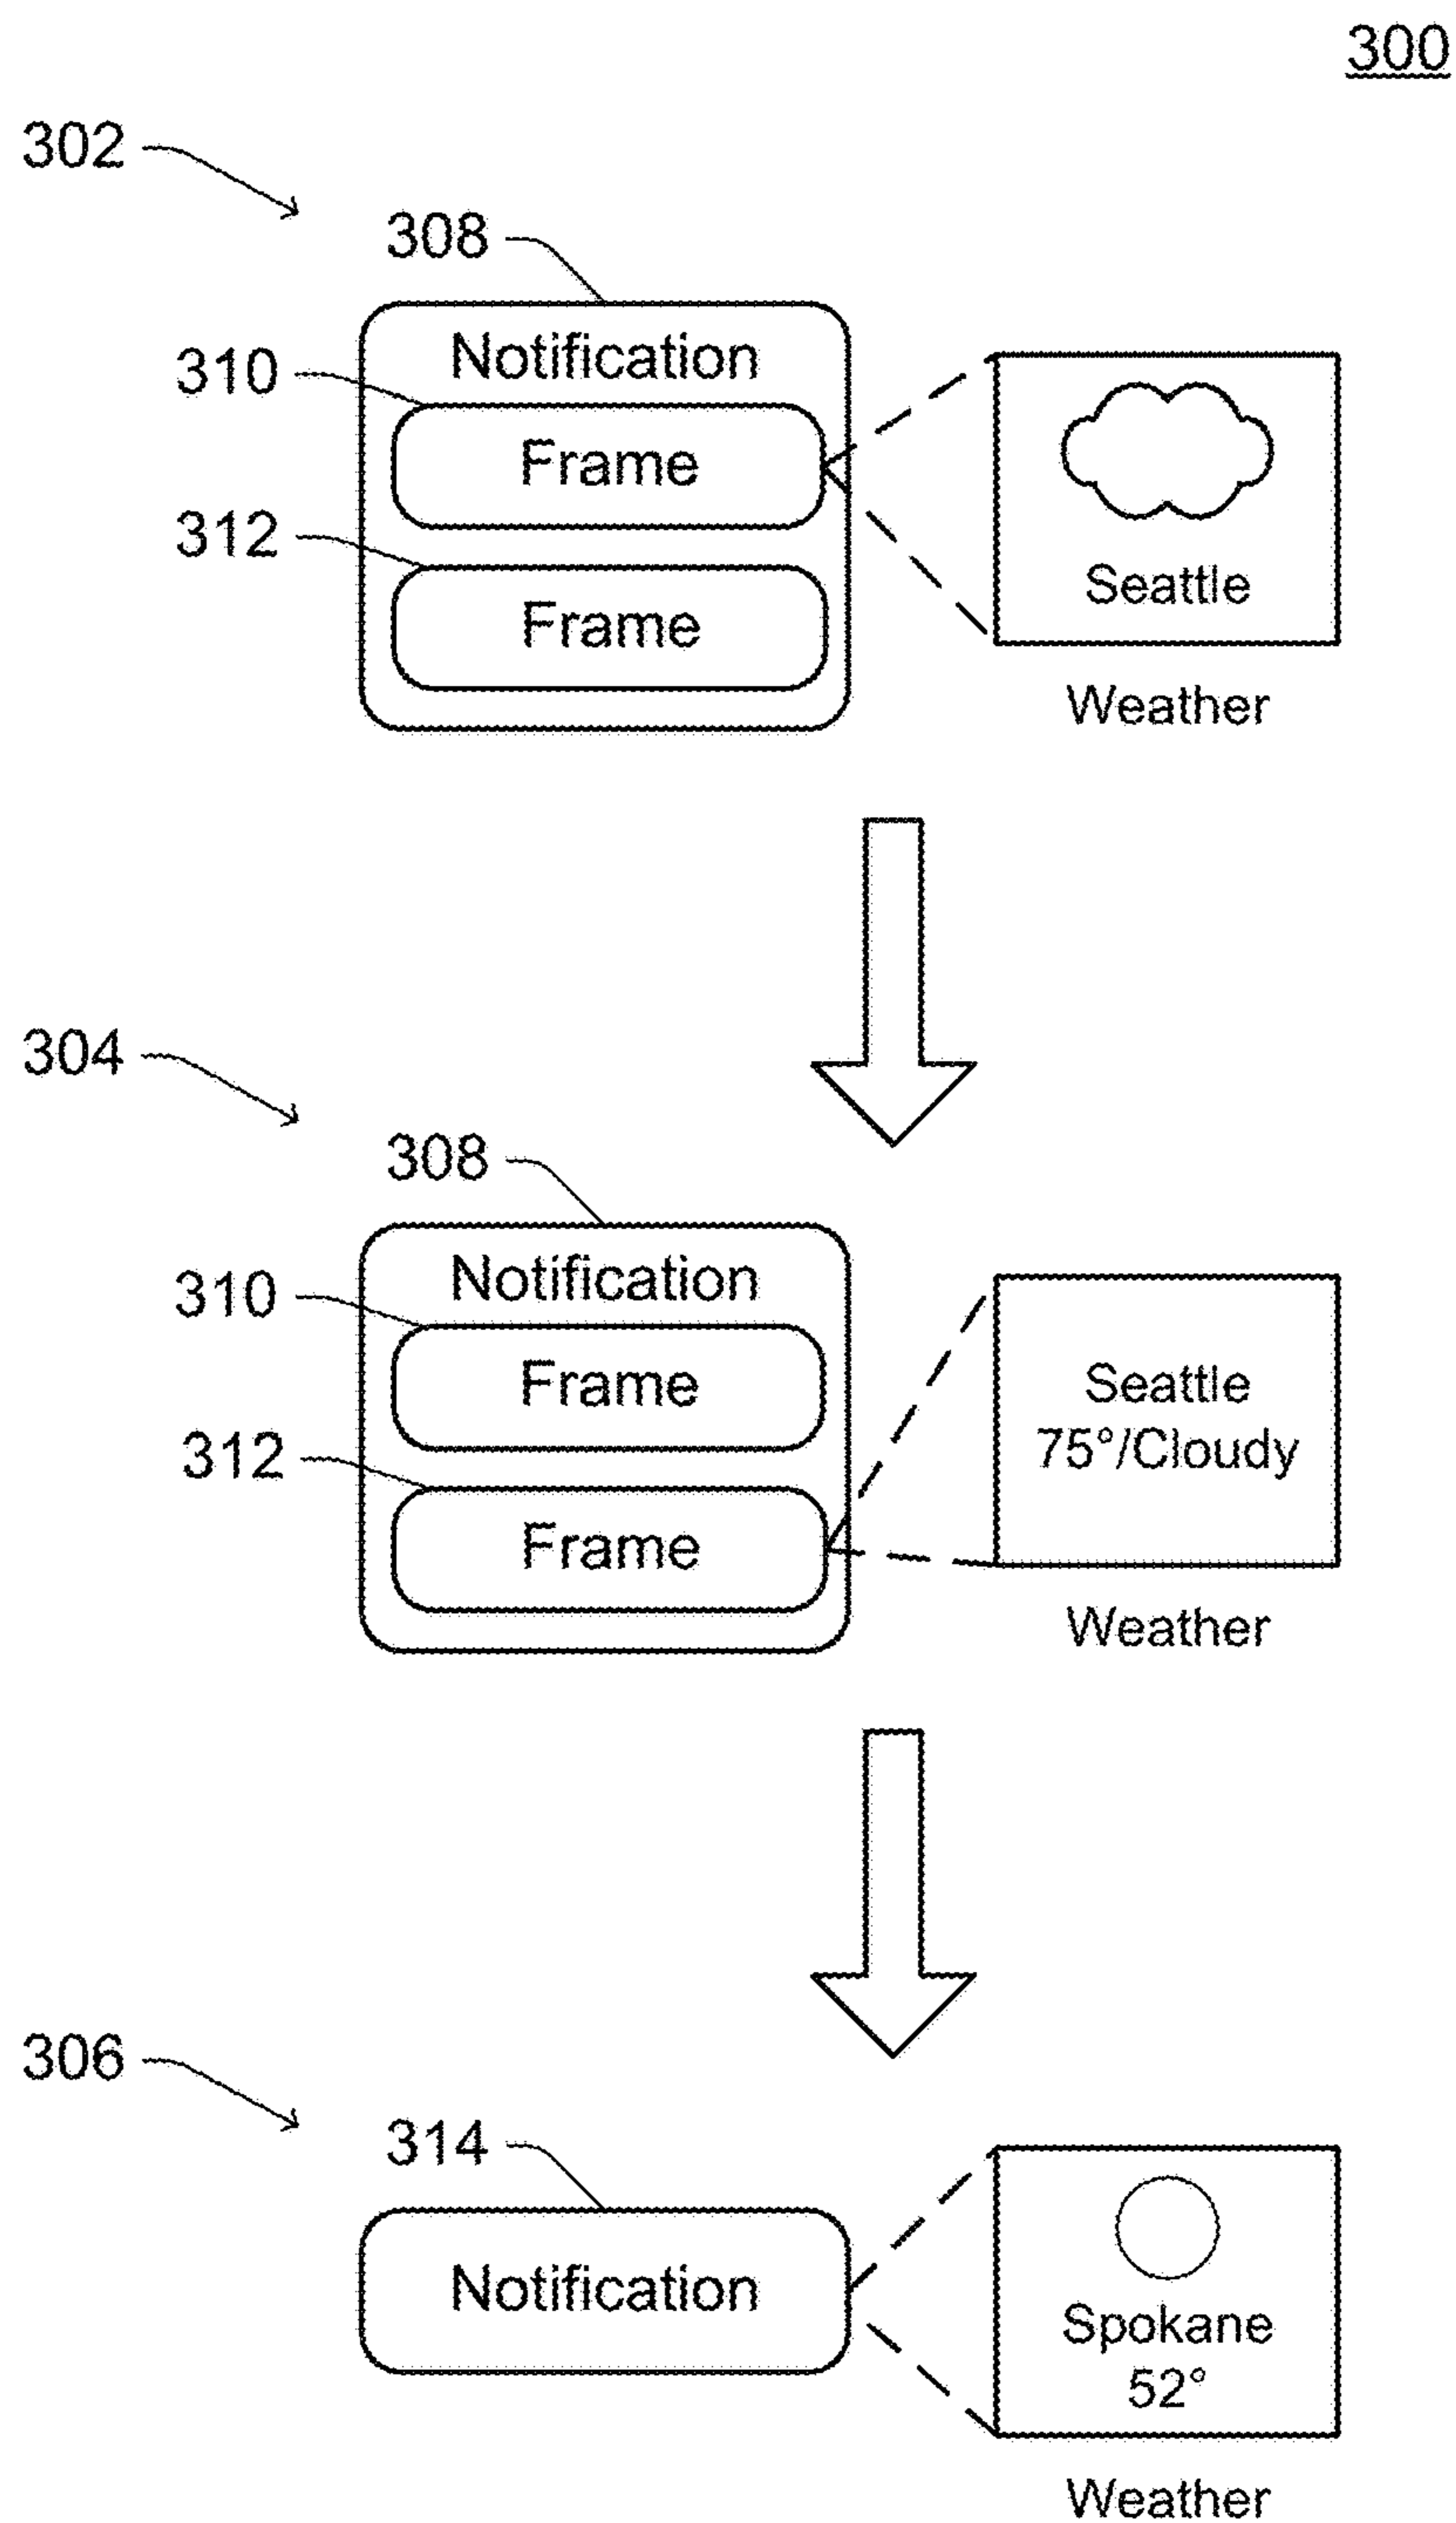 300
302
308
Notification
310
Frame
312
Frame
Seattle
Weather
304
308
Notification
310
Frame
312
Frame
Seattle
75°/Cloudy
Weather
306
314
Notification
Spokane
52°
Weather